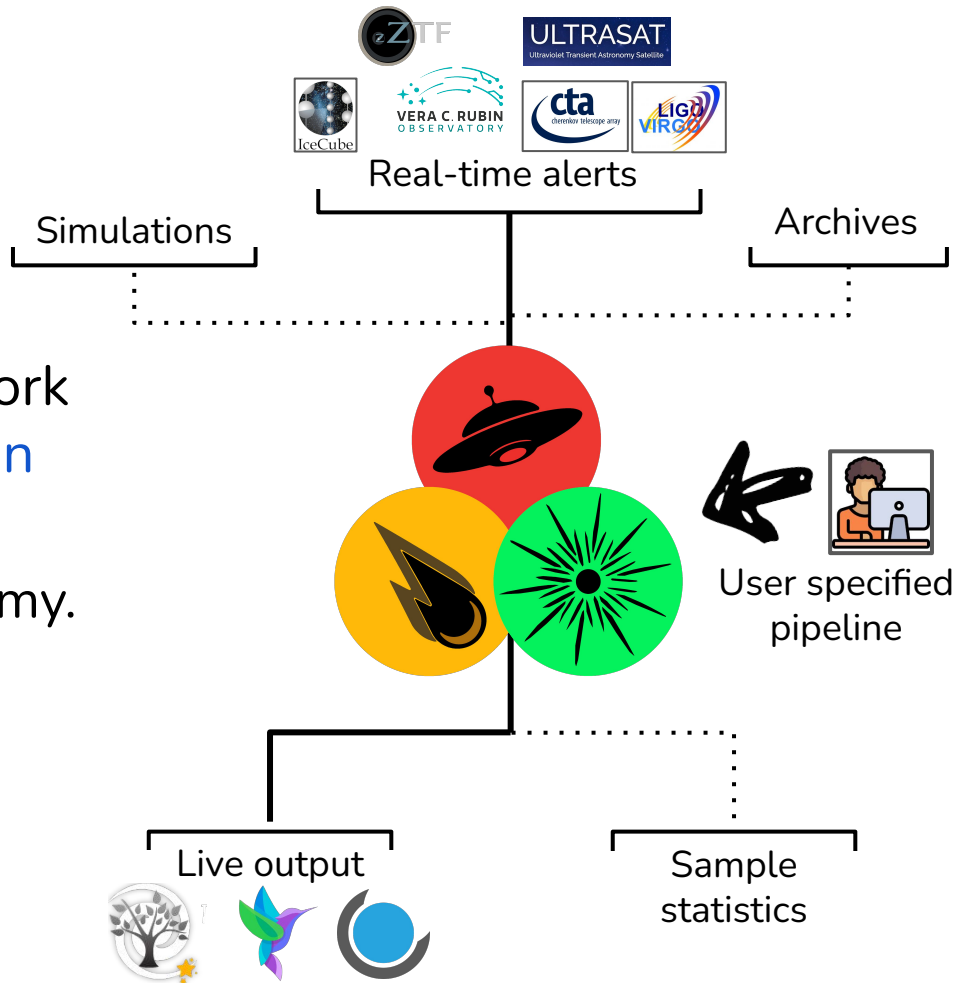 zZTF
ULTRASAT
Ultraviolet Transient Astronomy Satellite
IceCube
VERA C. RUBIN
OBSERVATORY
cta
cherenkov telescope array
LIGO
VIRGO
Real-time alerts
Simulations
Archives
ork
n
my.
User specified
pipeline
Live output
Sample
statistics